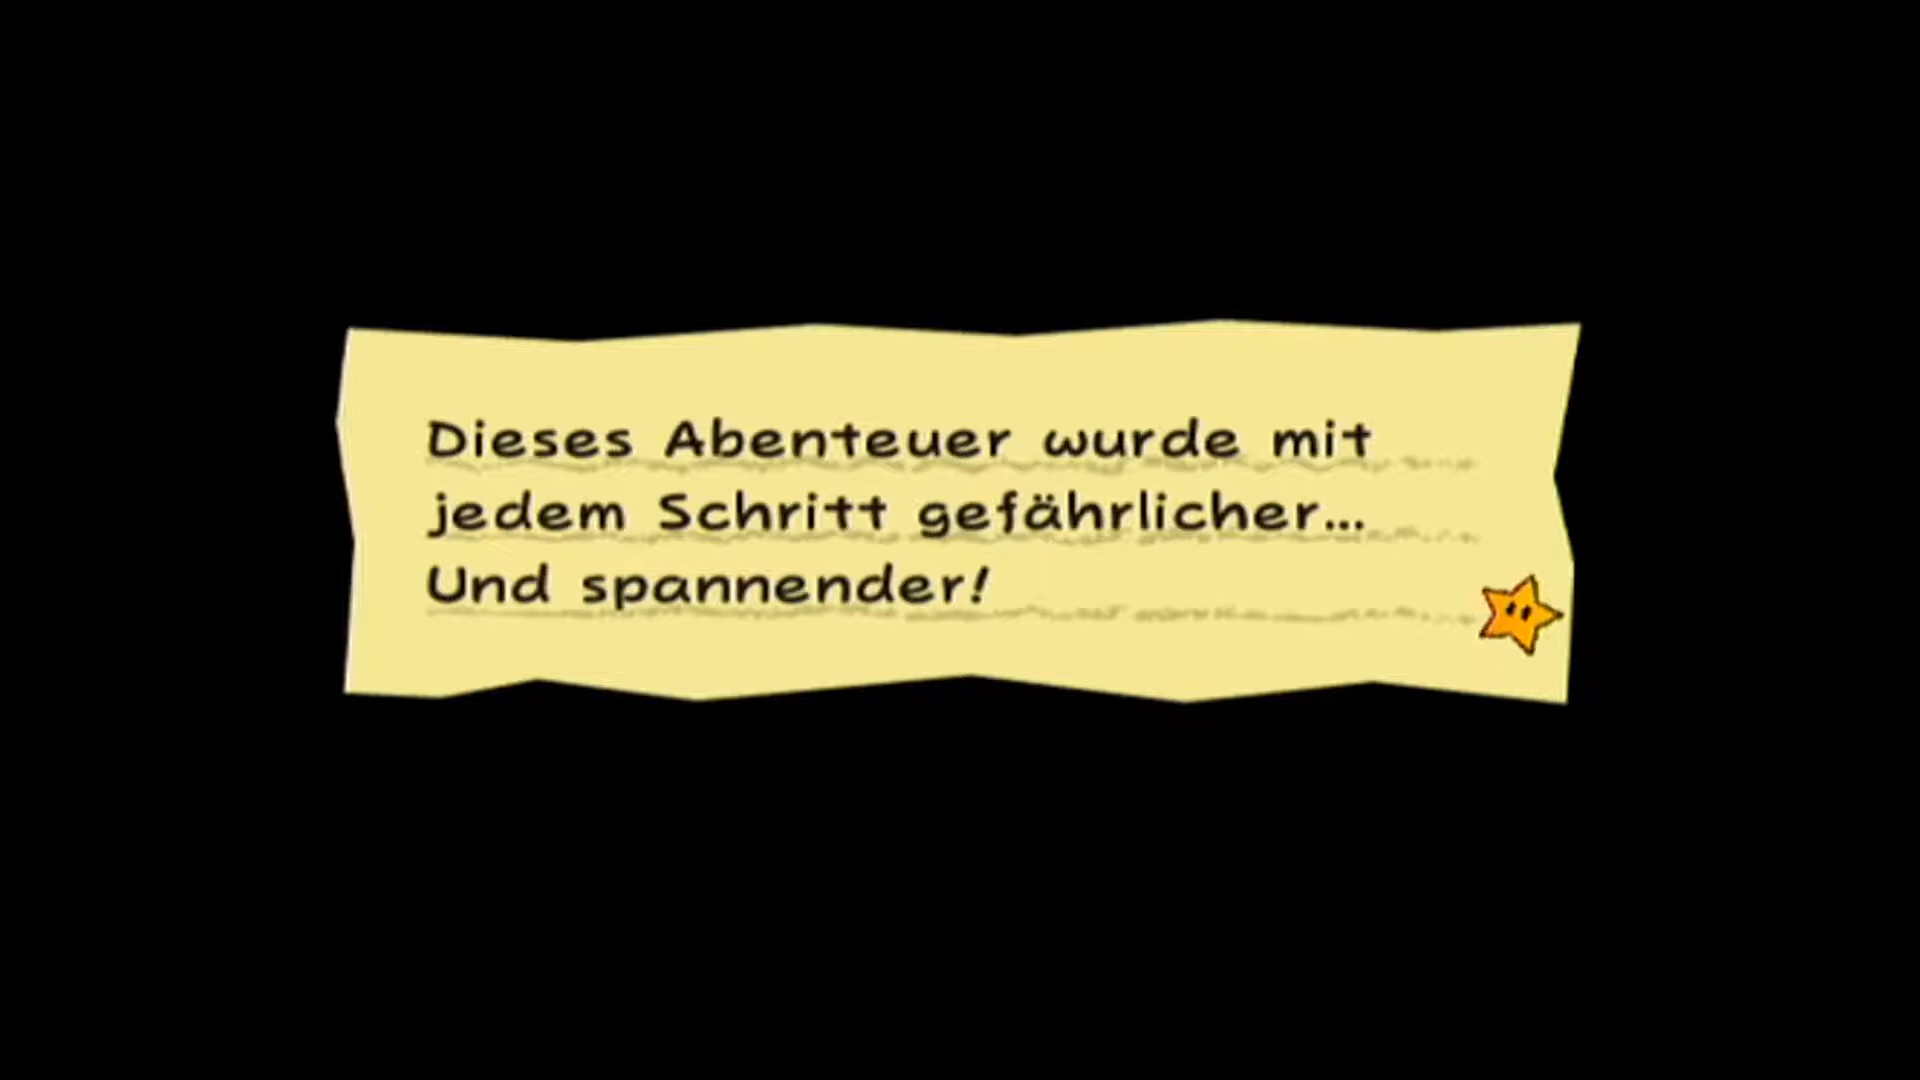 Dieses Abenteuer wurde mit
jedem Schritt gefährlicher...
Und spannender!